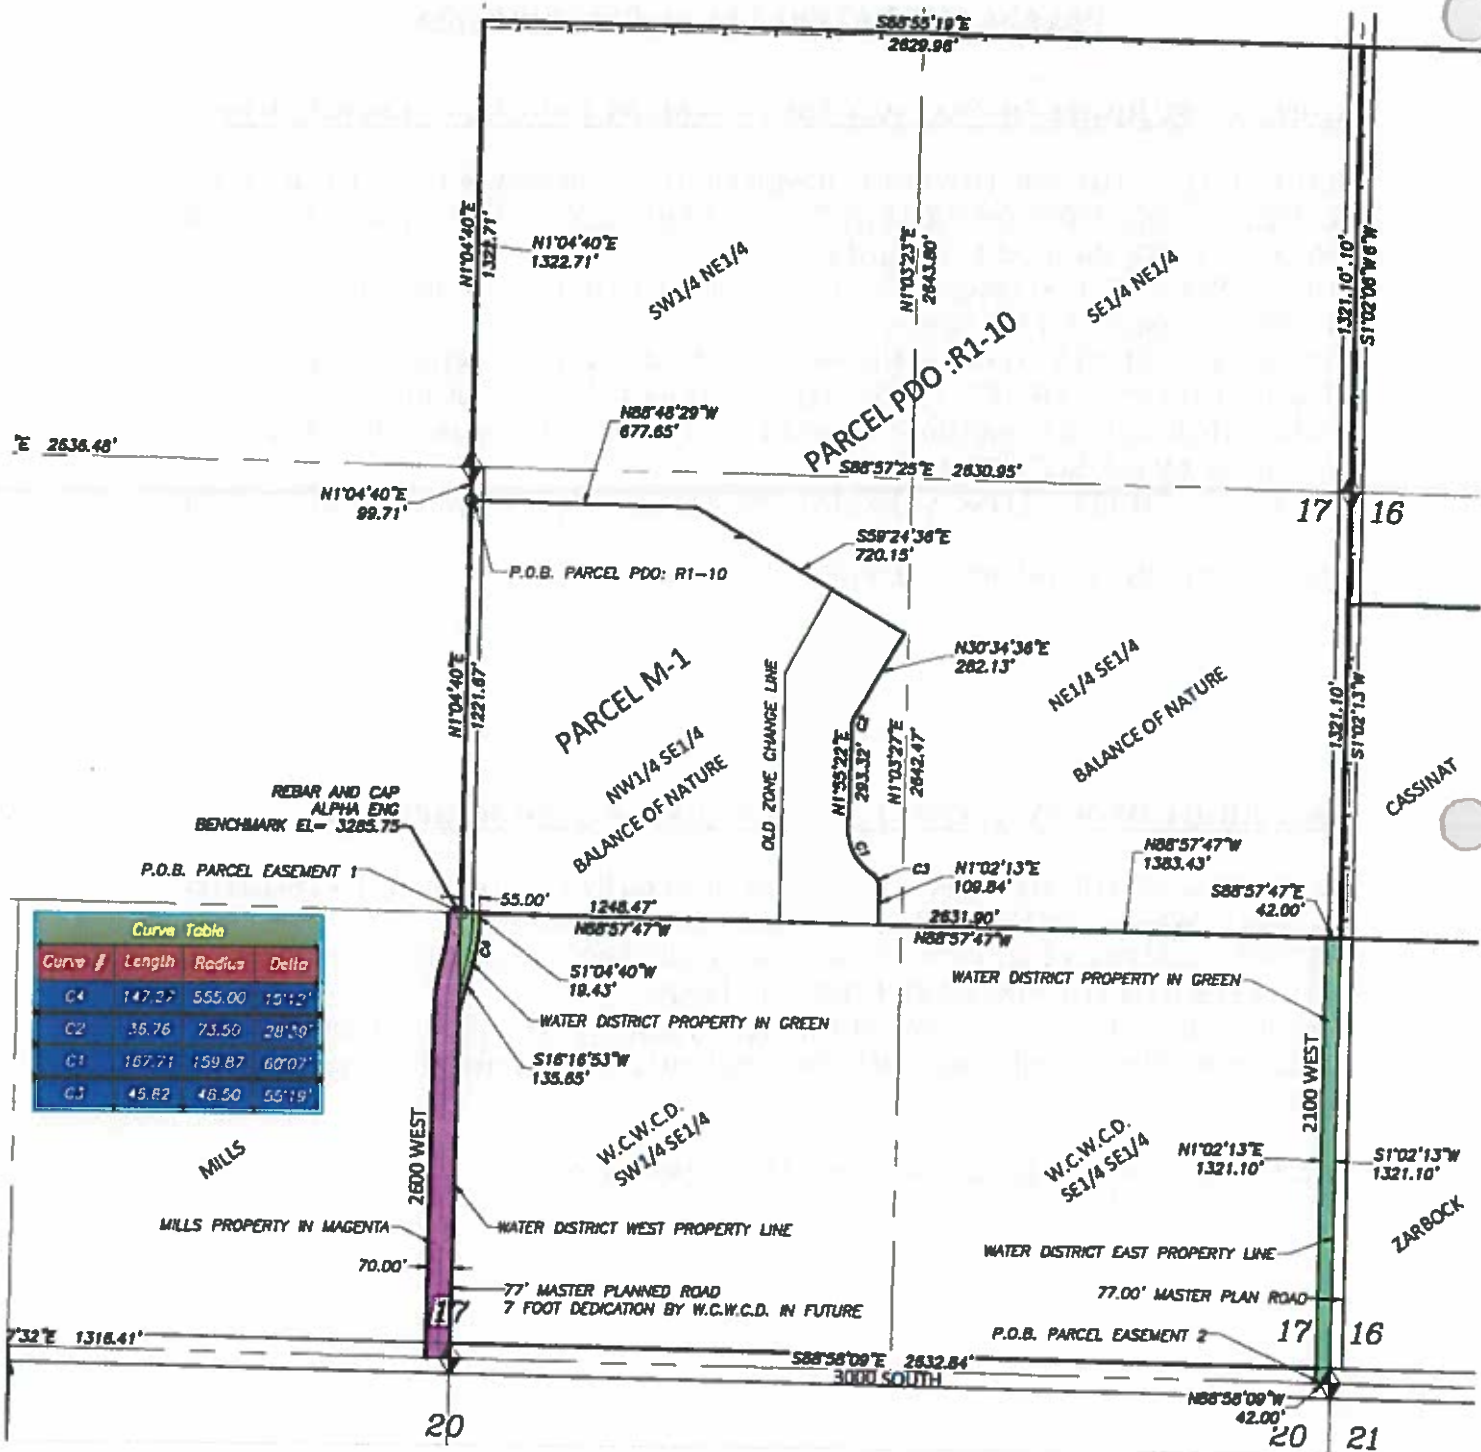 S88°55'19"E
2629.96'
N1°04'40"E
1322.71'
N1°04'40"E
1322.71'
SW1/4 NE1/4
N1°03'23"E
2643.80'
SE1/4 NE1/4
S1°02'06"W
PARCEL PDO :R1-10
N88°48'29"W
677.65'
"E 2636.48'
S88°57'25"E 2630.95'
N1°04'40"E
99.71'
17 16
S59°24'36"E
720.15'
P.O.B. PARCEL PDO: R1-10
N30°34'36"E
282.13'
NE1/4 SE1/4
BALANCE OF NATURE
N1°04'40"E
1221.67'
PARCEL M-1
NW1/4 SE1/4
BALANCE OF NATURE
OLD ZONE CHANGE LINE
C2
N1°55'22"E
293.32'
N1°03'27"E
2642.47'
1321.10'
S1°02'13"W
CASSINAT
REBAR AND CAP
ALPHA ENG
BENCHMARK EL= 3285.75
C1
C3
N1°02'13"E
109.84'
N88°57'47"W
1383.43'
P.O.B. PARCEL EASEMENT 1
55.00'
1248.47'
N88°57'47"W
2631.90'
N88°57'47"W
S88°57'47"E
42.00'
Curve Table
Curve # Length Radius Delta
C4 147.27 555.00 15°12'
C2 36.76 73.50 28°39'
C1 167.71 159.87 60°07'
C3 45.82 48.50 55°19'
S1°04'40"W
19.43'
WATER DISTRICT PROPERTY IN GREEN
WATER DISTRICT PROPERTY IN GREEN
S16°16'53"W
135.65'
2600 WEST
2100 WEST
MILLS
W.C.W.C.D.
SW1/4 SE1/4
W.C.W.C.D.
SE1/4 SE1/4
N1°02'13"E
1321.10'
S1°02'13"W
1321.10'
MILLS PROPERTY IN MAGENTA
WATER DISTRICT WEST PROPERTY LINE
WATER DISTRICT EAST PROPERTY LINE
ZARBOCK
70.00'
77' MASTER PLANNED ROAD
7 FOOT DEDICATION BY W.C.W.C.D. IN FUTURE
77.00' MASTER PLAN ROAD
17
7'32"E 1316.41'
P.O.B. PARCEL EASEMENT 2
17 16
S88°58'09"E 2632.84'
3000 SOUTH
N88°58'09"W
42.00'
20
20 21